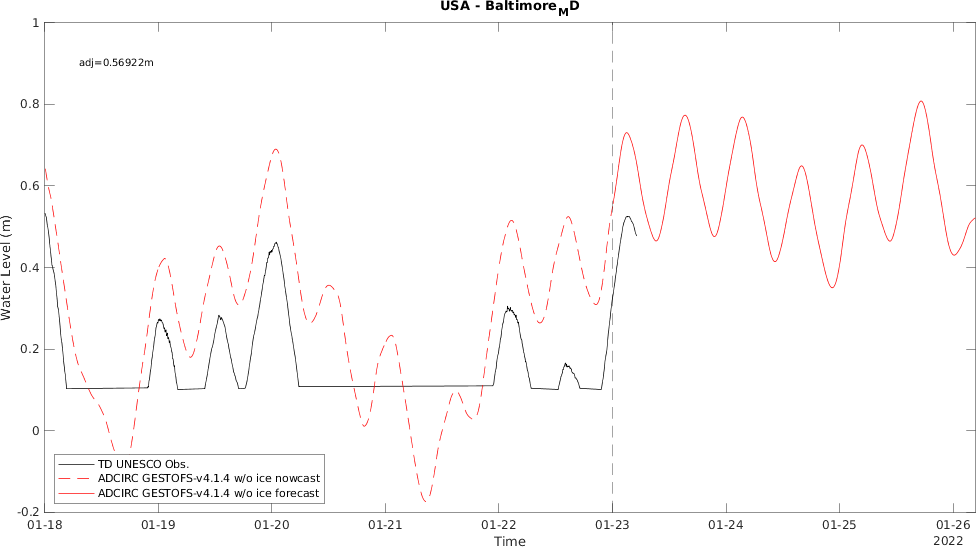 USA - Baltimore_MD
adj=0.56922m
1
0.8
0.6
0.4
0.2
0
-0.2
Water Level (m)
TD UNESCO Obs.
ADCIRC GESTOFS-v4.1.4 w/o ice nowcast
ADCIRC GESTOFS-v4.1.4 w/o ice forecast
01-18 01-19 01-20 01-21 01-22 01-23 01-24 01-25 01-26
Time
2022